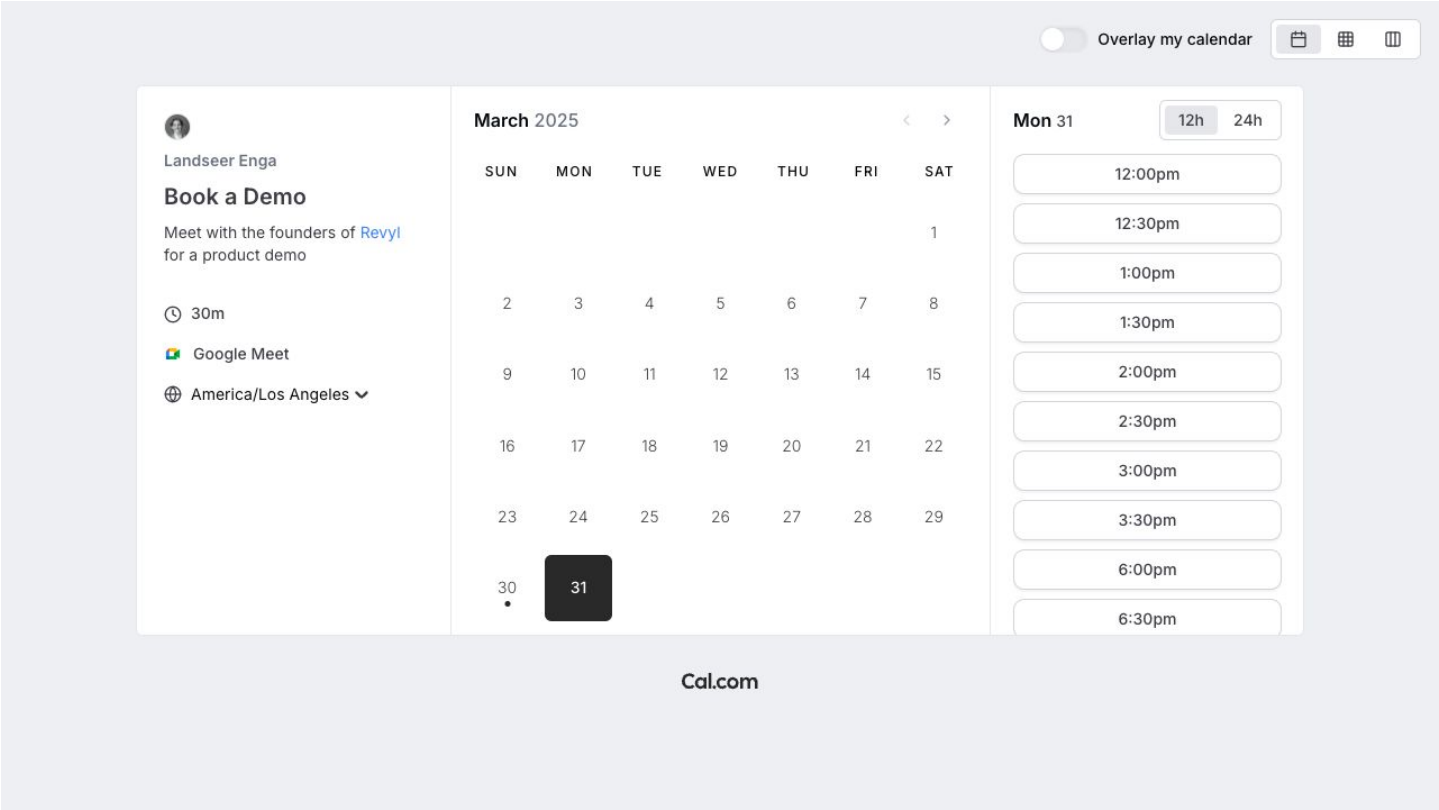 Overlay my calendar
Landseer Enga
Book a Demo
Meet with the founders of Revyl
for a product demo
30m
Google Meet
America/Los Angeles
March 2025
SUN MON TUE WED THU FRI SAT
1
2 3 4 5 6 7 8
9 10 11 12 13 14 15
16 17 18 19 20 21 22
23 24 25 26 27 28 29
30 31
Mon 31
12h 24h
12:00pm
12:30pm
1:00pm
1:30pm
2:00pm
2:30pm
3:00pm
3:30pm
6:00pm
6:30pm
Cal.com